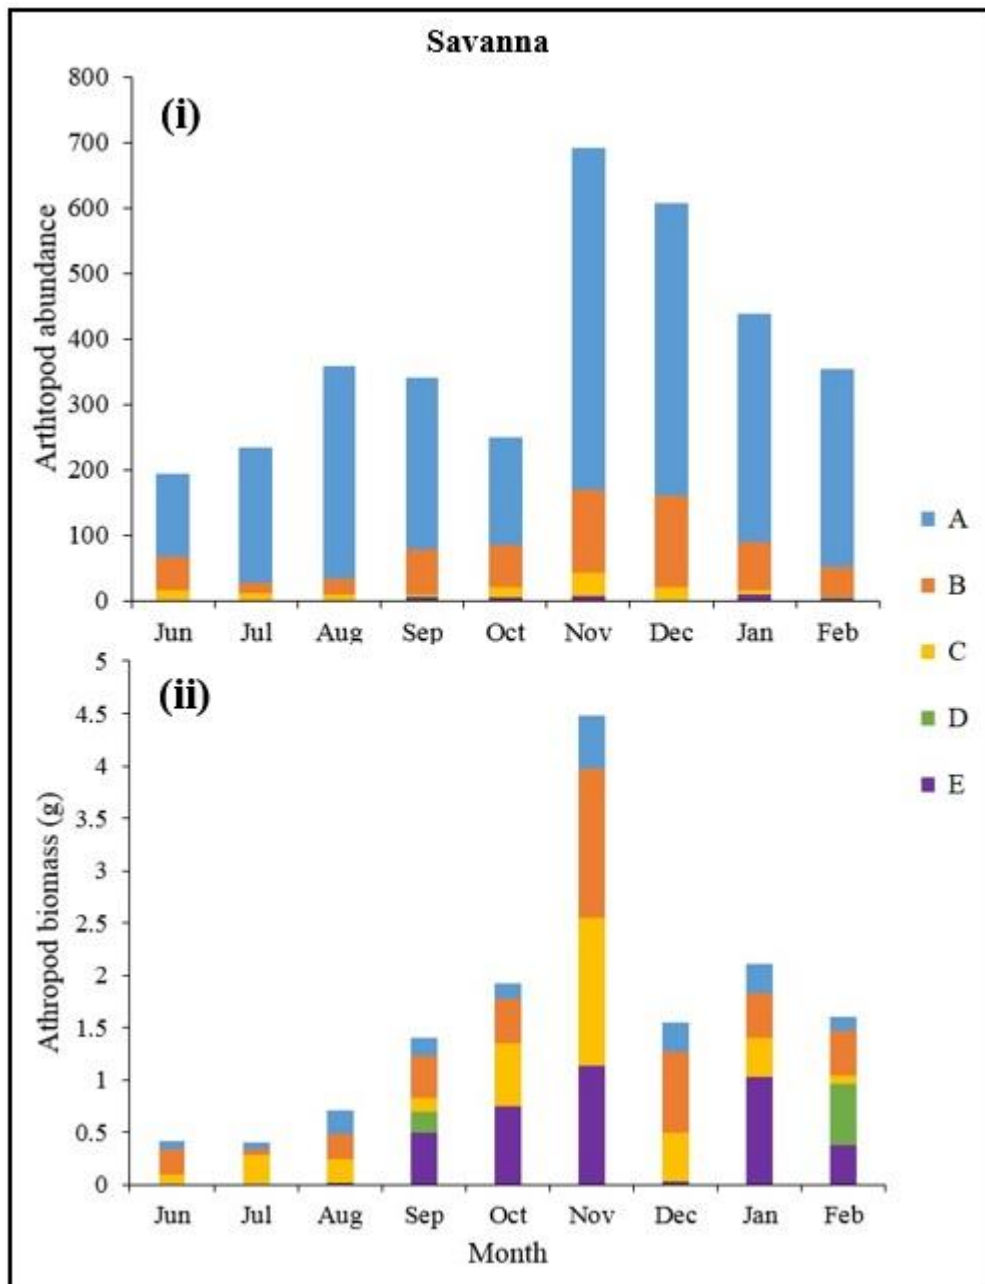 Savanna
(i)
Arthtopod abundance
800
700
600
500
400
300
200
100
0
Jun Jul Aug Sep Oct Nov Dec Jan Feb
A
B
C
D
E
(ii)
Athropod biomass (g)
5
4.5
4
3.5
3
2.5
2
1.5
1
0.5
0
Jun Jul Aug Sep Oct Nov Dec Jan Feb
Month